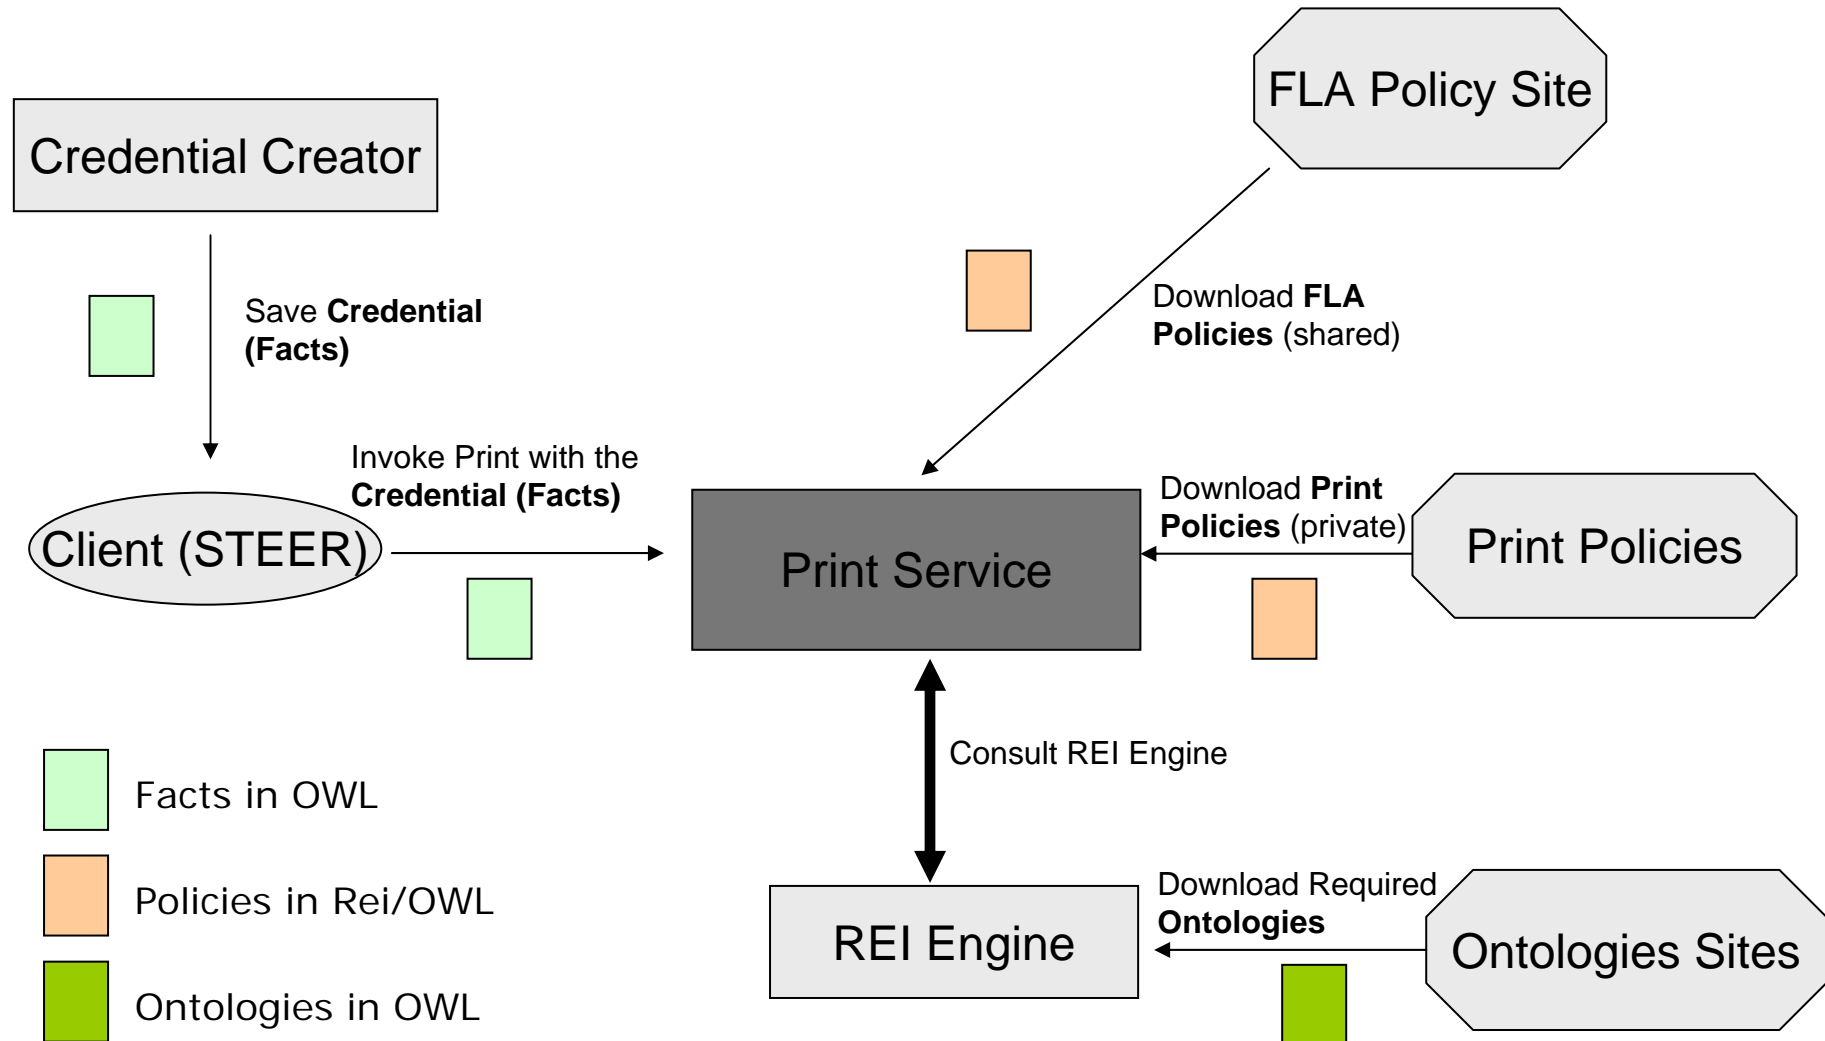 FLA Policy Site
Credential Creator
Save Credential
(Facts)
Download FLA
Policies (shared)
Invoke Print with the
Credential (Facts)
Download Print
Policies (private)
Client (STEER)
Print Service
Print Policies
Consult REI Engine
Facts in OWL
Policies in Rei/OWL
Ontologies in OWL
Download Required
Ontologies
REI Engine
Ontologies Sites